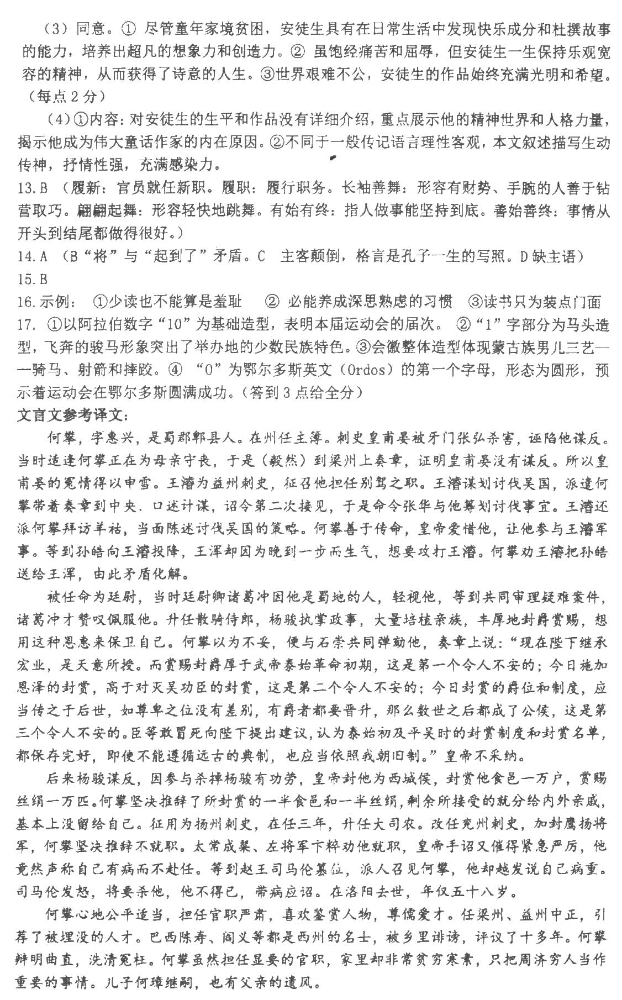 （3）同意。① 尽管童年家境贫困，安徒生具有在日常生活中发现快乐成分和杜撰故事
的能力，培养出超凡的想象力和创造力。② 虽饱经痛苦和屈辱，但安徒生一生保持乐观宽
容的精神，从而获得了诗意的人生。③世界艰难不公，安徒生的作品始终充满光明和希望。
（每点2分）
（4）①内容：对安徒生的生平和作品没有详细介绍，重点展示他的精神世界和人格力量，
揭示他成为伟大童话作家的内在原因。②不同于一般传记语言理性客观，本文叙述描写生动
传神，抒情性强，充满感染力。
13.B （履新：官员就任新职。履职：履行职务。长袖善舞：形容有财势、手腕的人善于钻
营取巧。翩翩起舞：形容轻快地跳舞。有始有终：指人做事能坚持到底。善始善终：事情从
开头到结尾都做得很好。）
14.A （B“将”与“起到了”矛盾。C 主客颠倒，格言是孔子一生的写照。D缺主语）
15.B
16.示例： ①少读也不能算是羞耻 ② 必能养成深思熟虑的习惯 ③读书只为装点门面
17. ①以阿拉伯数字“10”为基础造型，表明本届运动会的届次。 ②“1”字部分为马头造
型，飞奔的骏马形象突出了举办地的少数民族特色。③会徽整体造型体现蒙古族男儿三艺—
—骑马、射箭和摔跤。④ “0”为鄂尔多斯英文（Ordos）的第一个字母，形态为圆形，预
示着运动会在鄂尔多斯圆满成功。（答到3点给全分）
文言文参考译文：
何攀，字惠兴，是蜀郡郫县人。在州任主簿。刺史皇甫晏被牙门张弘杀害，诬陷他谋反。
当时适逢何攀正在为母亲守丧，于是（毅然）到梁州上奏章，证明皇甫晏没有谋反。所以皇
甫晏的冤情得以申雪。王濬为益州刺史，征召他担任别驾之职。王濬谋划讨伐吴国，派遣何
攀带着奏章到中央、口述计谋，诏令第二次接见，于是命令张华与他筹划讨伐事宜。王濬还
派何攀拜访羊祜，当面陈述讨伐吴国的策略。何攀善于传命，皇帝爱惜他，让他参与王濬军
事。等到孙皓向王濬投降，王浑却因为晚到一步而生气，想要攻打王濬。何攀劝王濬把孙皓
送给王浑，由此矛盾化解。
被任命为廷尉，当时廷尉卿诸葛冲因他是蜀地的人，轻视他，等到共同审理疑难案件，
诸葛冲才赞叹佩服他。升任散骑侍郎，杨骏执掌政事，大量培植亲族，丰厚地封爵赏赐，想
用这种恩惠来保卫自己。何攀以为不妥，便与石崇共同弹劾他，奏章上说：“现在陛下继承
宏业，是天意所授。而赏赐封爵厚于武帝泰始革命初期，这是第一个令人不安的；今日施加
恩泽的封赏，高于对灭吴功臣的封赏，这是第二个令人不安的；今日封赏的爵位和制度，应
当传之于后世，如尊卑之位没有差别，有爵者都要晋升，那么数世之后都成了公侯，这是第
三个令人不安的。臣等敢冒死向陛下提出建议，认为泰始初及平吴时的封赏制度和封赏名单，
都保存完好，即使不能遵循远古的典制，也应当依照我朝旧制。”皇帝不采纳。
后来杨骏谋反，因参与杀掉杨骏有功劳，皇帝封他为西城侯，封赏他食邑一万户，赏赐
丝绢一万匹。何攀坚决推辞了所封赏的一半食邑和一半丝绢，剩余所接受的就分给内外亲戚，
基本上没留给自己。征用为扬州刺史，在任三年，升任大司农。改任兖州刺史，加封鹰扬将
军，何攀坚决推辞不就职。太常成粲、左将军卞粹劝他就职，皇帝手诏又催得紧急严厉，他
竟然声称自己有病而不赴任。等到赵王司马伦篡位，派人召见何攀，他却越发说自己病重。
司马伦发怒，将要杀他，他不得已，带病应诏。在洛阳去世，年仅五十八岁。
何攀心地公平适当，担任官职严肃，喜欢鉴赏人物，尊儒爱才。任梁州、益州中正，引
荐了被埋没的人才。巴西陈寿、阎义等都是西州的名士，被乡里诽谤，评议了十多年。何攀
辩明曲直，洗清冤枉。何攀虽然担任显要的官职，家里却非常贫穷寒素，只把周济穷人当作
重要的事情。儿子何璋继嗣，也有父亲的遗风。